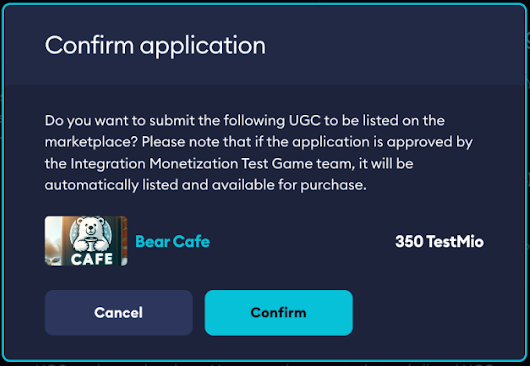 Confirm application
Do you want to submit the following UGC to be listed on the
marketplace? Please note that if the application is approved by
the Integration Monetization Test Game team, it will be
automatically listed and available for purchase.
CAFE
Bear Cafe
350 TestMio
Cancel
Confirm